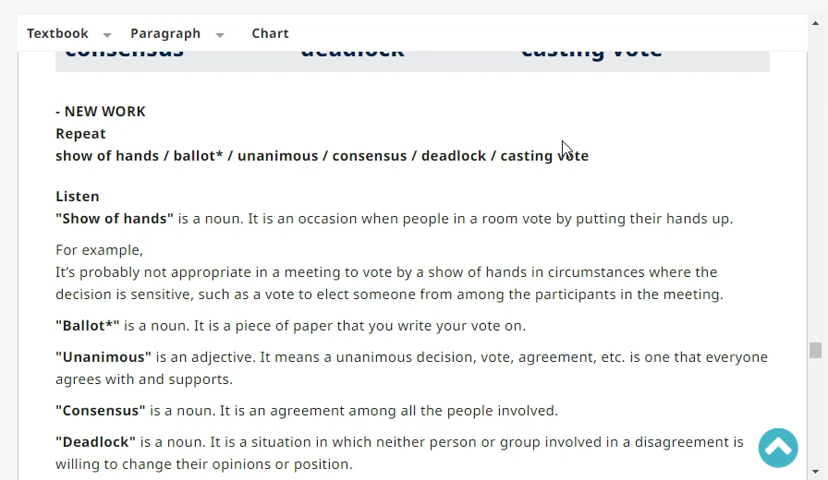 Textbook Paragraph Chart
consensus deadlock casting vote
- NEW WORK
Repeat
show of hands / ballot* / unanimous / consensus / deadlock / casting vote
Listen
"Show of hands" is a noun. It is an occasion when people in a room vote by putting their hands up.
For example,
It's probably not appropriate in a meeting to vote by a show of hands in circumstances where the
decision is sensitive, such as a vote to elect someone from among the participants in the meeting.
"Ballot*" is a noun. It is a piece of paper that you write your vote on.
"Unanimous" is an adjective. It means a unanimous decision, vote, agreement, etc. is one that everyone
agrees with and supports.
"Consensus" is a noun. It is an agreement among all the people involved.
"Deadlock" is a noun. It is a situation in which neither person or group involved in a disagreement is
willing to change their opinions or position.